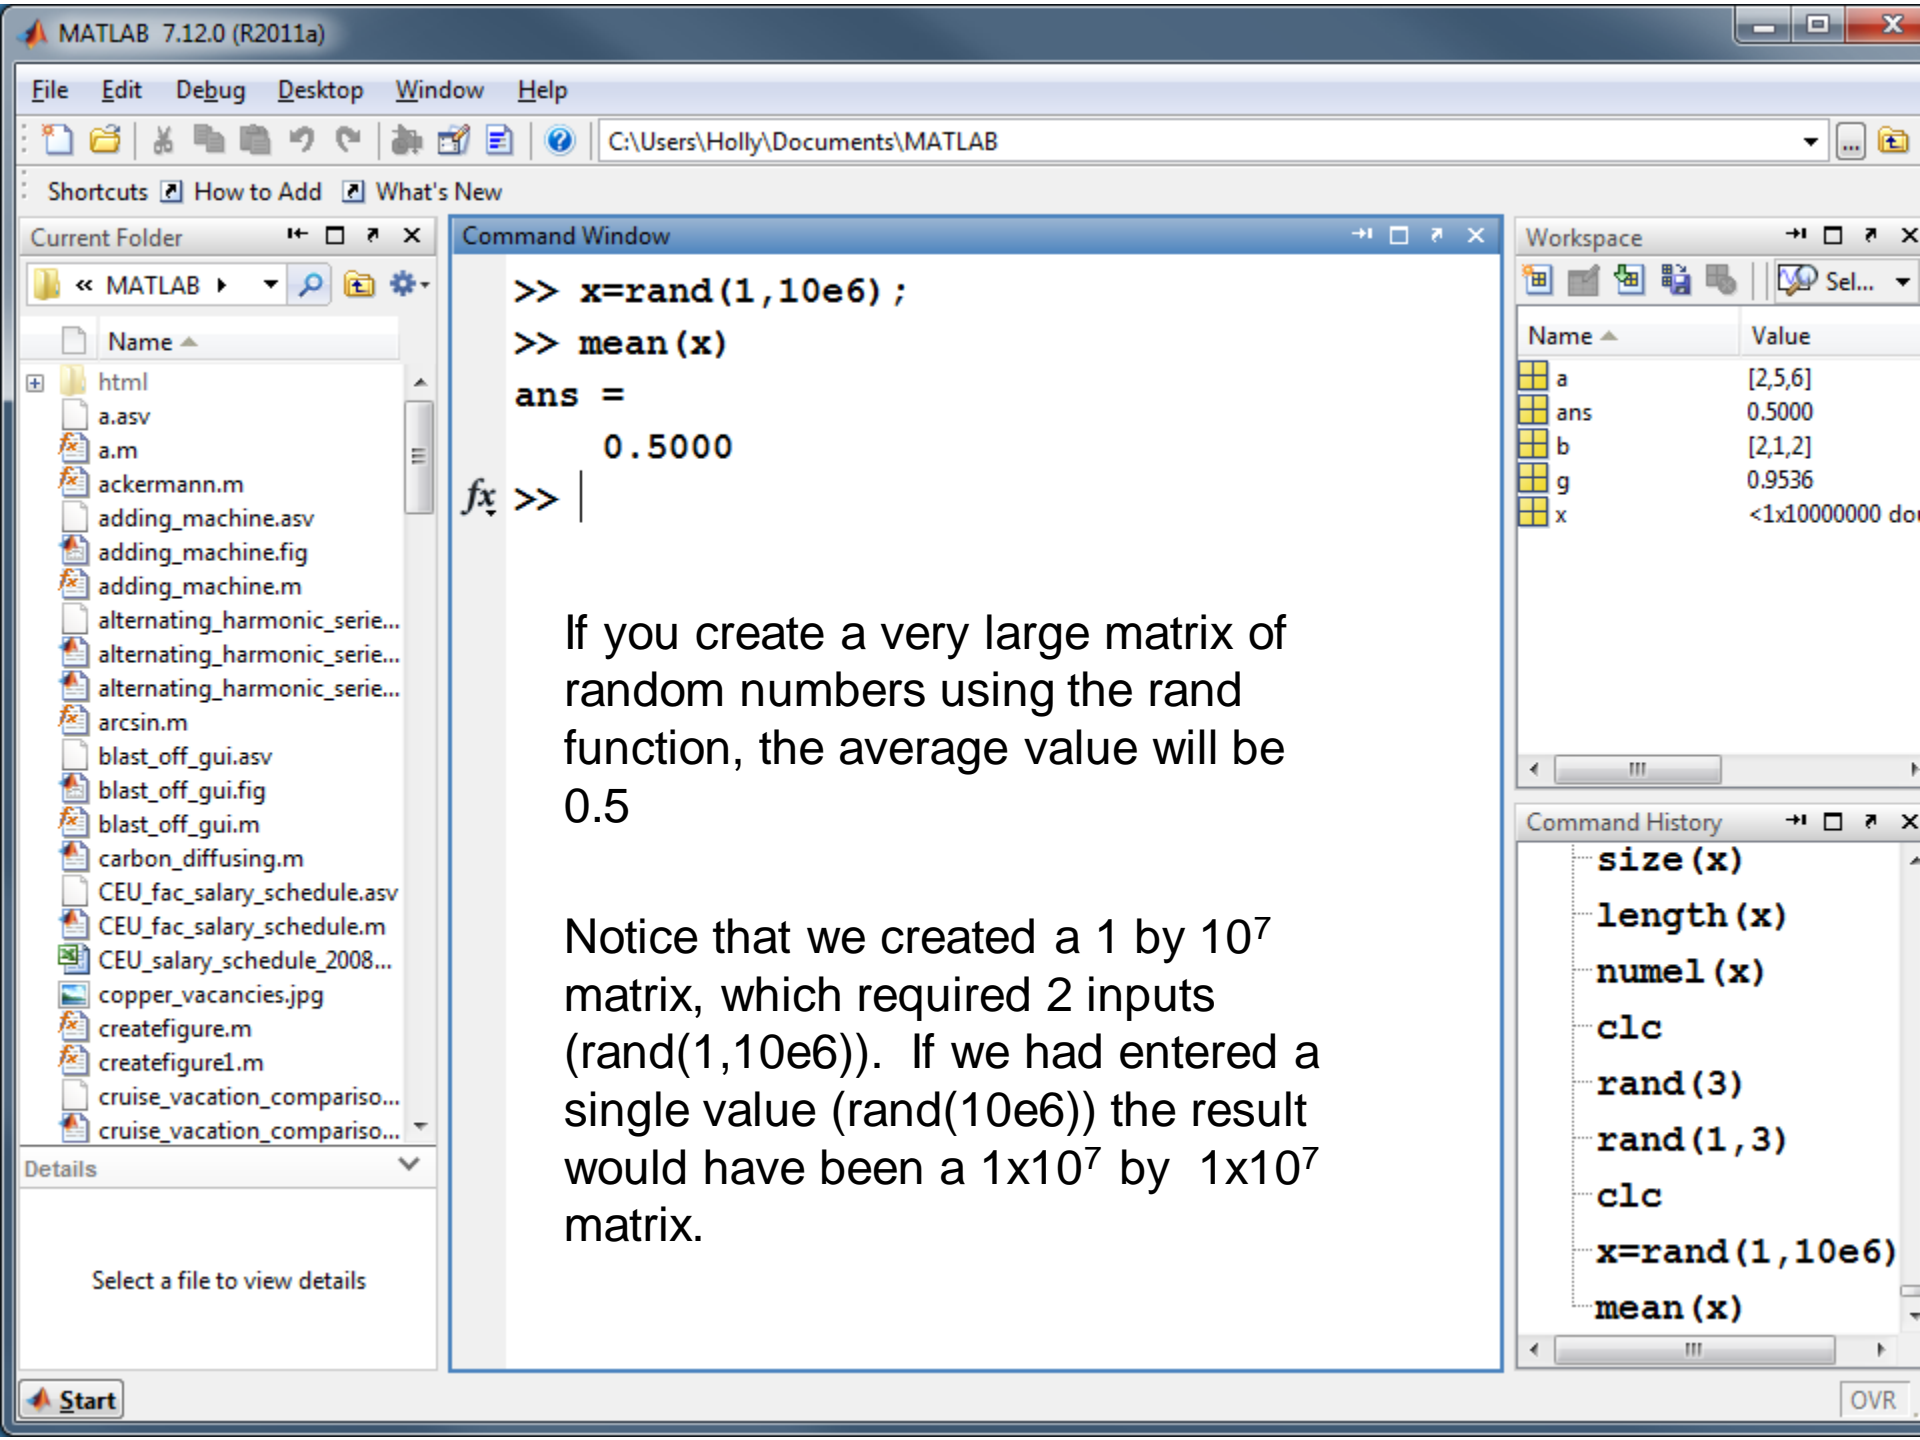 MATLAB 7.12.0 (R2011a)
File Edit Debug Desktop Window Help
C:\Users\Holly\Documents\MATLAB
Shortcuts How to Add What's New
Current Folder
« MATLAB
Name
html
a.asv
a.m
ackermann.m
adding_machine.asv
adding_machine.fig
adding_machine.m
alternating_harmonic_serie...
alternating_harmonic_serie...
alternating_harmonic_serie...
arcsin.m
blast_off_gui.asv
blast_off_gui.fig
blast_off_gui.m
carbon_diffusing.m
CEU_fac_salary_schedule.asv
CEU_fac_salary_schedule.m
CEU_salary_schedule_2008...
copper_vacancies.jpg
createfigure.m
createfigure1.m
cruise_vacation_compariso...
cruise_vacation_compariso...
Details
Select a file to view details
Start
Command Window
>> x=rand(1,10e6);
>> mean(x)
ans =
0.5000
fx >>
If you create a very large matrix of
random numbers using the rand
function, the average value will be
0.5
Notice that we created a 1 by 10⁷
matrix, which required 2 inputs
(rand(1,10e6)). If we had entered a
single value (rand(10e6)) the result
would have been a 1x10⁷ by 1x10⁷
matrix.
Workspace
Sel...
Name Value
a [2,5,6]
ans 0.5000
b [2,1,2]
g 0.9536
x <1x10000000 dou
Command History
size(x)
length(x)
numel(x)
clc
rand(3)
rand(1,3)
clc
x=rand(1,10e6)
mean(x)
OVR